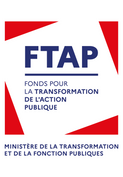 FTAP
FONDS POUR
LA TRANSFORMATION
DE L'ACTION
PUBLIQUE
MINISTÈRE DE LA TRANSFORMATION
ET DE LA FONCTION PUBLIQUES